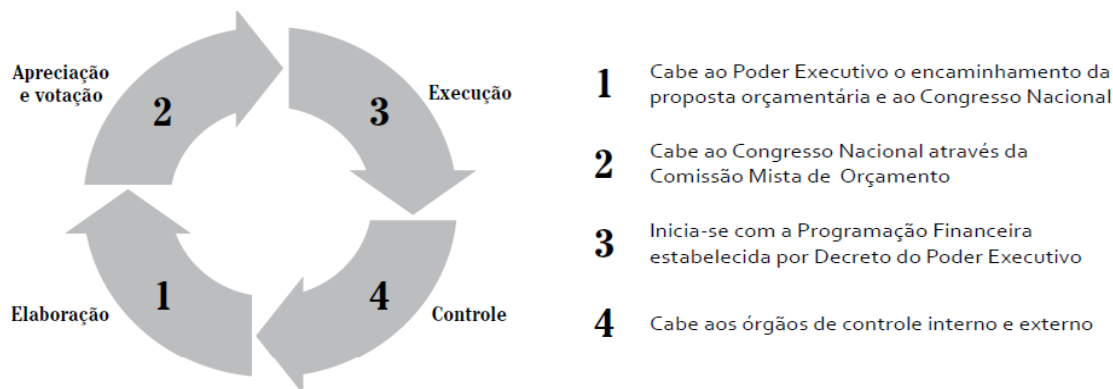 Apreciação
e votação
2
3
Execução
Elaboração
1
4
Controle
1
Cabe ao Poder Executivo o encaminhamento da
proposta orçamentária e ao Congresso Nacional
2
Cabe ao Congresso Nacional através da
Comissão Mista de Orçamento
3
Inicia-se com a Programação Financeira
estabelecida por Decreto do Poder Executivo
4
Cabe aos órgãos de controle interno e externo